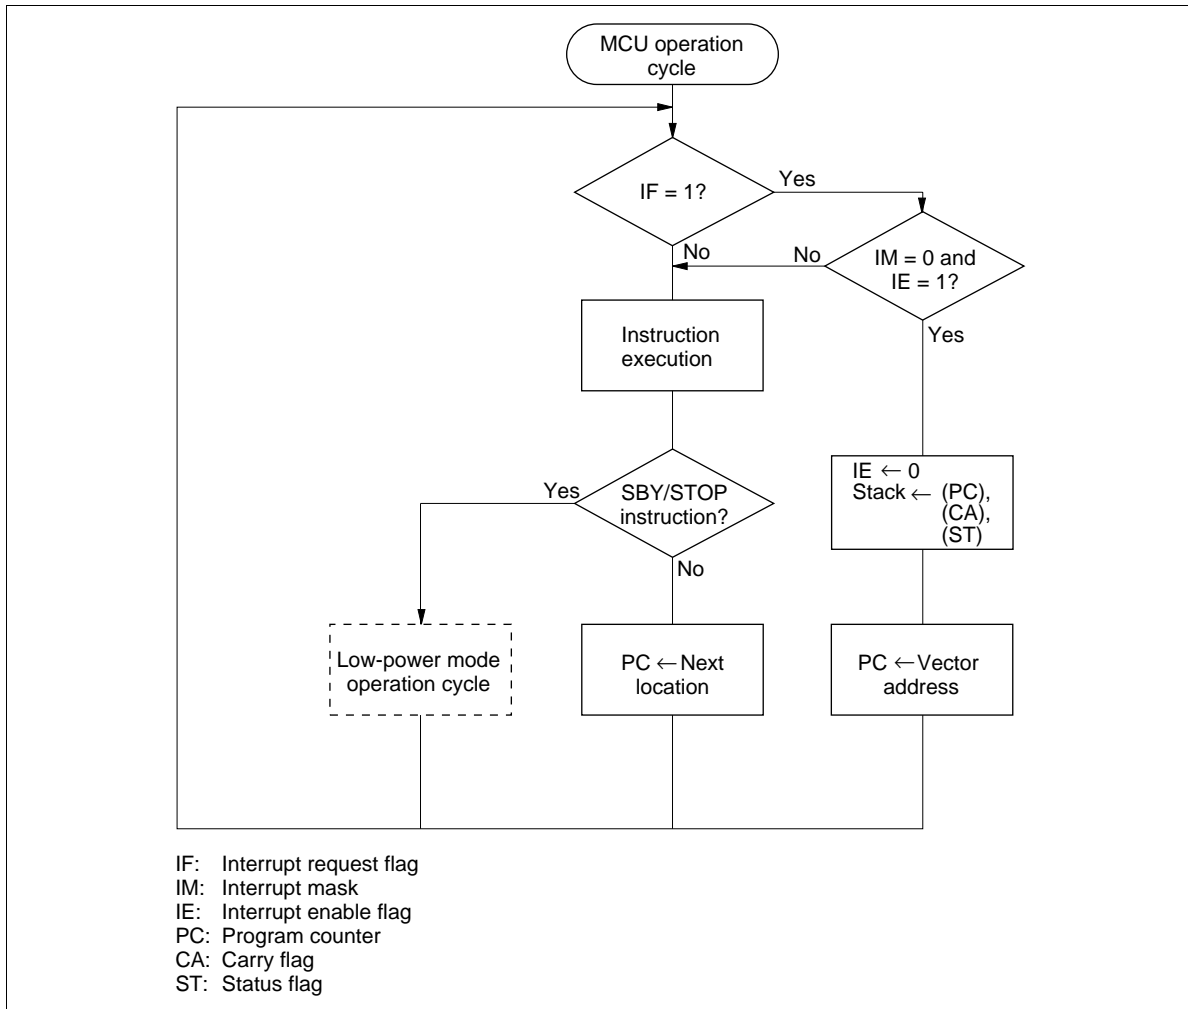 MCU operation
cycle
IF = 1?
Yes
No
IM = 0 and
IE = 1?
No
Yes
Instruction
execution
IE ← 0
Stack ← (PC),
(CA),
(ST)
SBY/STOP
instruction?
Yes
No
Low-power mode
operation cycle
PC ← Next
location
PC ← Vector
address
IF: Interrupt request flag
IM: Interrupt mask
IE: Interrupt enable flag
PC: Program counter
CA: Carry flag
ST: Status flag